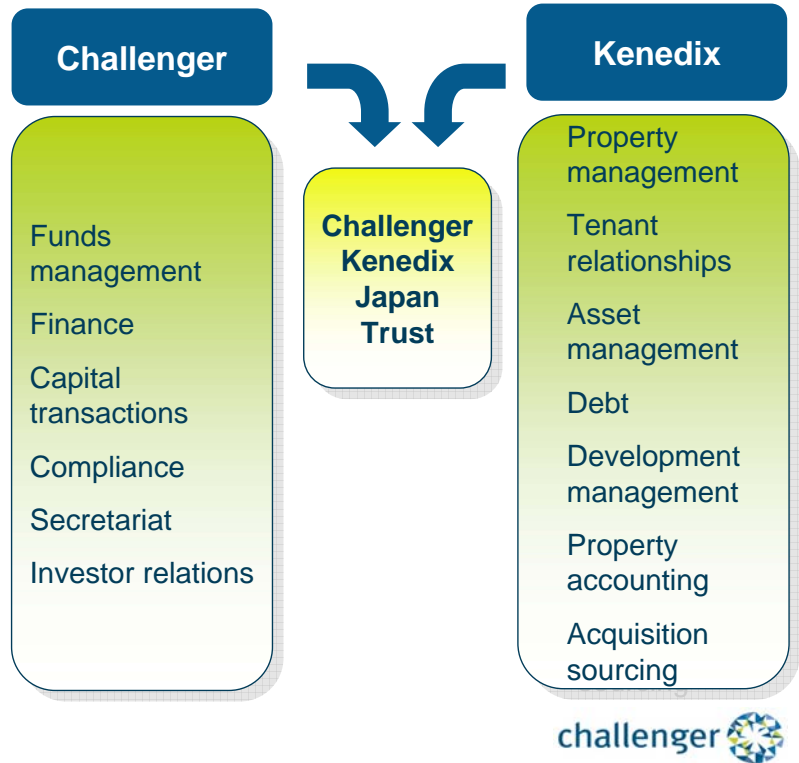 Challenger
Funds
management
Finance
Capital
transactions
Compliance
Secretariat
Investor relations
Challenger
Kenedix
Japan
Trust
Kenedix
Property
management
Tenant
relationships
Asset
management
Debt
Development
management
Property
accounting
Acquisition
sourcing
challenger